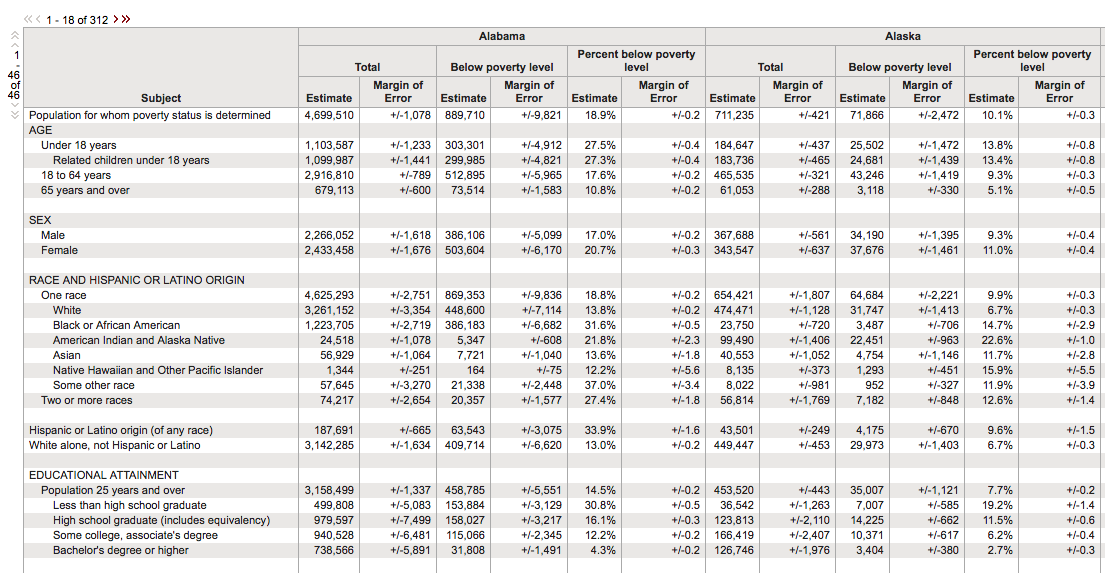 1 - 18 of 312
1
-
46
of
46
Alabama Alaska
Total Below poverty level Percent below poverty level Total Below poverty level Percent below poverty level
Subject Estimate Margin of Error Estimate Margin of Error Estimate Margin of Error Estimate Margin of Error Estimate Margin of Error Estimate Margin of Error
Population for whom poverty status is determined 4,699,510 +/-1,078 889,710 +/-9,821 18.9% +/-0.2 711,235 +/-421 71,866 +/-2,472 10.1% +/-0.3
AGE
Under 18 years 1,103,587 +/-1,233 303,301 +/-4,912 27.5% +/-0.4 184,647 +/-437 25,502 +/-1,472 13.8% +/-0.8
Related children under 18 years 1,099,987 +/-1,441 299,985 +/-4,821 27.3% +/-0.4 183,736 +/-465 24,681 +/-1,439 13.4% +/-0.8
18 to 64 years 2,916,810 +/-789 512,895 +/-5,965 17.6% +/-0.2 465,535 +/-321 43,246 +/-1,419 9.3% +/-0.3
65 years and over 679,113 +/-600 73,514 +/-1,583 10.8% +/-0.2 61,053 +/-288 3,118 +/-330 5.1% +/-0.5
SEX
Male 2,266,052 +/-1,618 386,106 +/-5,099 17.0% +/-0.2 367,688 +/-561 34,190 +/-1,395 9.3% +/-0.4
Female 2,433,458 +/-1,676 503,604 +/-6,170 20.7% +/-0.3 343,547 +/-637 37,676 +/-1,461 11.0% +/-0.4
RACE AND HISPANIC OR LATINO ORIGIN
One race 4,625,293 +/-2,751 869,353 +/-9,836 18.8% +/-0.2 654,421 +/-1,807 64,684 +/-2,221 9.9% +/-0.3
White 3,261,152 +/-3,354 448,600 +/-7,114 13.8% +/-0.2 474,471 +/-1,128 31,747 +/-1,413 6.7% +/-0.3
Black or African American 1,223,705 +/-2,719 386,183 +/-6,682 31.6% +/-0.5 23,750 +/-720 3,487 +/-706 14.7% +/-2.9
American Indian and Alaska Native 24,518 +/-1,078 5,347 +/-608 21.8% +/-2.3 99,490 +/-1,406 22,451 +/-963 22.6% +/-1.0
Asian 56,929 +/-1,064 7,721 +/-1,040 13.6% +/-1.8 40,553 +/-1,052 4,754 +/-1,146 11.7% +/-2.8
Native Hawaiian and Other Pacific Islander 1,344 +/-251 164 +/-75 12.2% +/-5.6 8,135 +/-373 1,293 +/-451 15.9% +/-5.5
Some other race 57,645 +/-3,270 21,338 +/-2,448 37.0% +/-3.4 8,022 +/-981 952 +/-327 11.9% +/-3.9
Two or more races 74,217 +/-2,654 20,357 +/-1,577 27.4% +/-1.8 56,814 +/-1,769 7,182 +/-848 12.6% +/-1.4
Hispanic or Latino origin (of any race) 187,691 +/-665 63,543 +/-3,075 33.9% +/-1.6 43,501 +/-249 4,175 +/-670 9.6% +/-1.5
White alone, not Hispanic or Latino 3,142,285 +/-1,634 409,714 +/-6,620 13.0% +/-0.2 449,447 +/-453 29,973 +/-1,403 6.7% +/-0.3
EDUCATIONAL ATTAINMENT
Population 25 years and over 3,158,499 +/-1,337 458,785 +/-5,551 14.5% +/-0.2 453,520 +/-443 35,007 +/-1,121 7.7% +/-0.2
Less than high school graduate 499,808 +/-5,083 153,884 +/-3,129 30.8% +/-0.5 36,542 +/-1,263 7,007 +/-585 19.2% +/-1.4
High school graduate (includes equivalency) 979,597 +/-7,499 158,027 +/-3,217 16.1% +/-0.3 123,813 +/-2,110 14,225 +/-662 11.5% +/-0.6
Some college, associate's degree 940,528 +/-6,481 115,066 +/-2,345 12.2% +/-0.2 166,419 +/-2,407 10,371 +/-617 6.2% +/-0.4
Bachelor's degree or higher 738,566 +/-5,891 31,808 +/-1,491 4.3% +/-0.2 126,746 +/-1,976 3,404 +/-380 2.7% +/-0.3